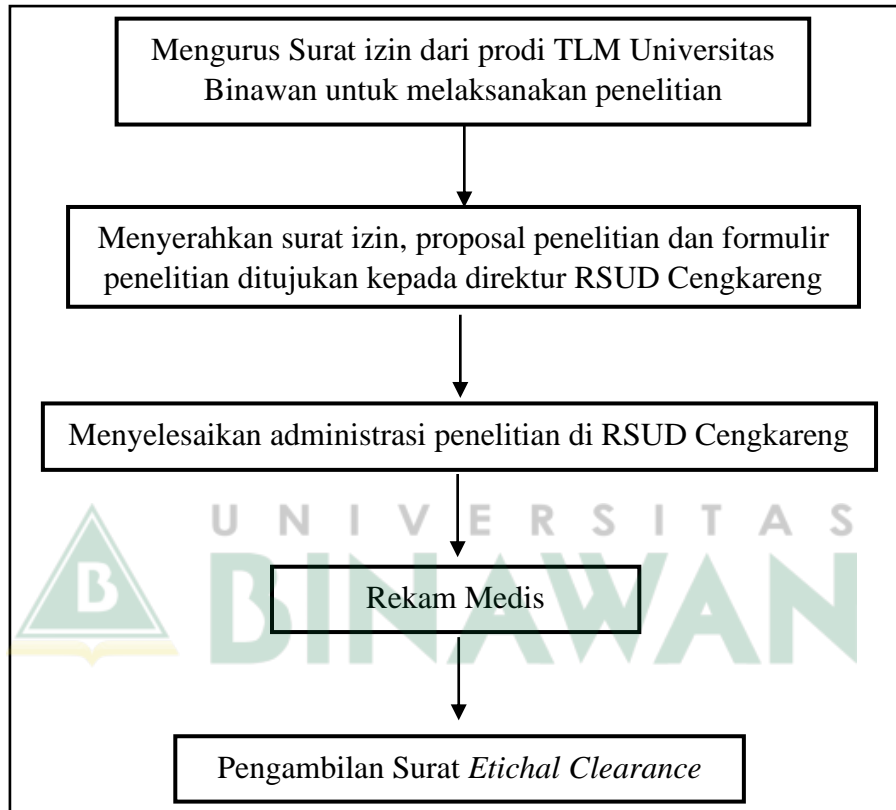 Mengurus Surat izin dari prodi TLM Universitas
Binawan untuk melaksanakan penelitian
Menyerahkan surat izin, proposal penelitian dan formulir
penelitian ditujukan kepada direktur RSUD Cengkareng
Menyelesaikan administrasi penelitian di RSUD Cengkareng
UNIVERSITAS
B
BINAWAN
Rekam Medis
Pengambilan Surat Etichal Clearance